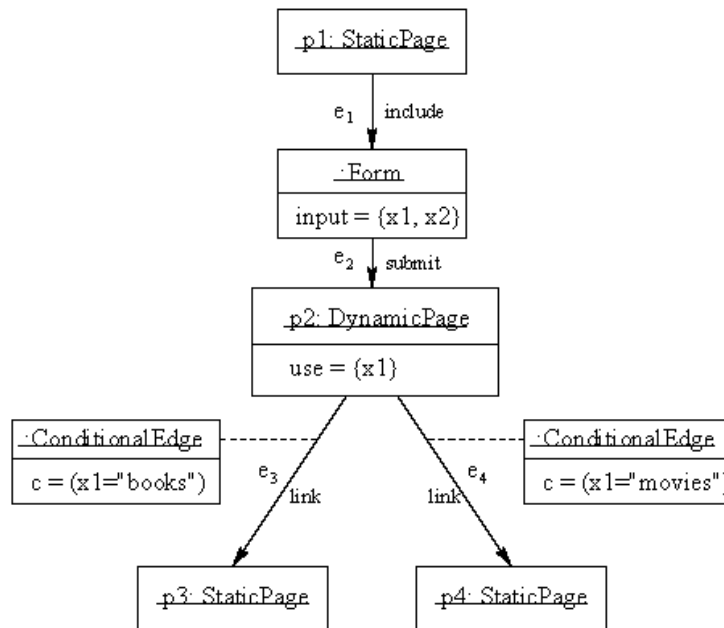 p1: StaticPage
e1 include
:Form
input = {x1, x2}
e2 submit
p2: DynamicPage
use = {x1}
:ConditionalEdge
c = (x1="books")
e3
link
e4
link
:ConditionalEdge
c = (x1="movies")
p3: StaticPage
p4: StaticPage